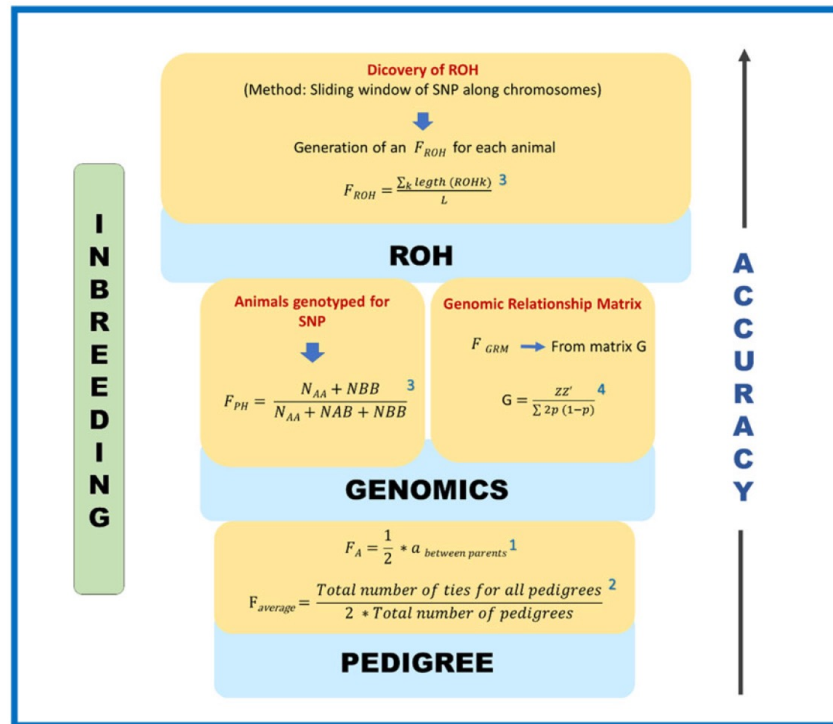 INBREEDING
Dicovery of ROH
(Method: Sliding window of SNP along chromosomes)
Generation of an F_ROH for each animal
F_ROH = ∑_k legth (ROHk) / L 3
ROH
Animals genotyped for
SNP
F_PH = N_AA + NBB / N_AA + NAB + NBB 3
Genomic Relationship Matrix
F_GRM → From matrix G
G = ZZ' / ∑ 2p (1−p) 4
GENOMICS
F_A = 1/2 * a between parents 1
F_average = Total number of ties for all pedigrees / 2 * Total number of pedigrees 2
PEDIGREE
ACCURACY